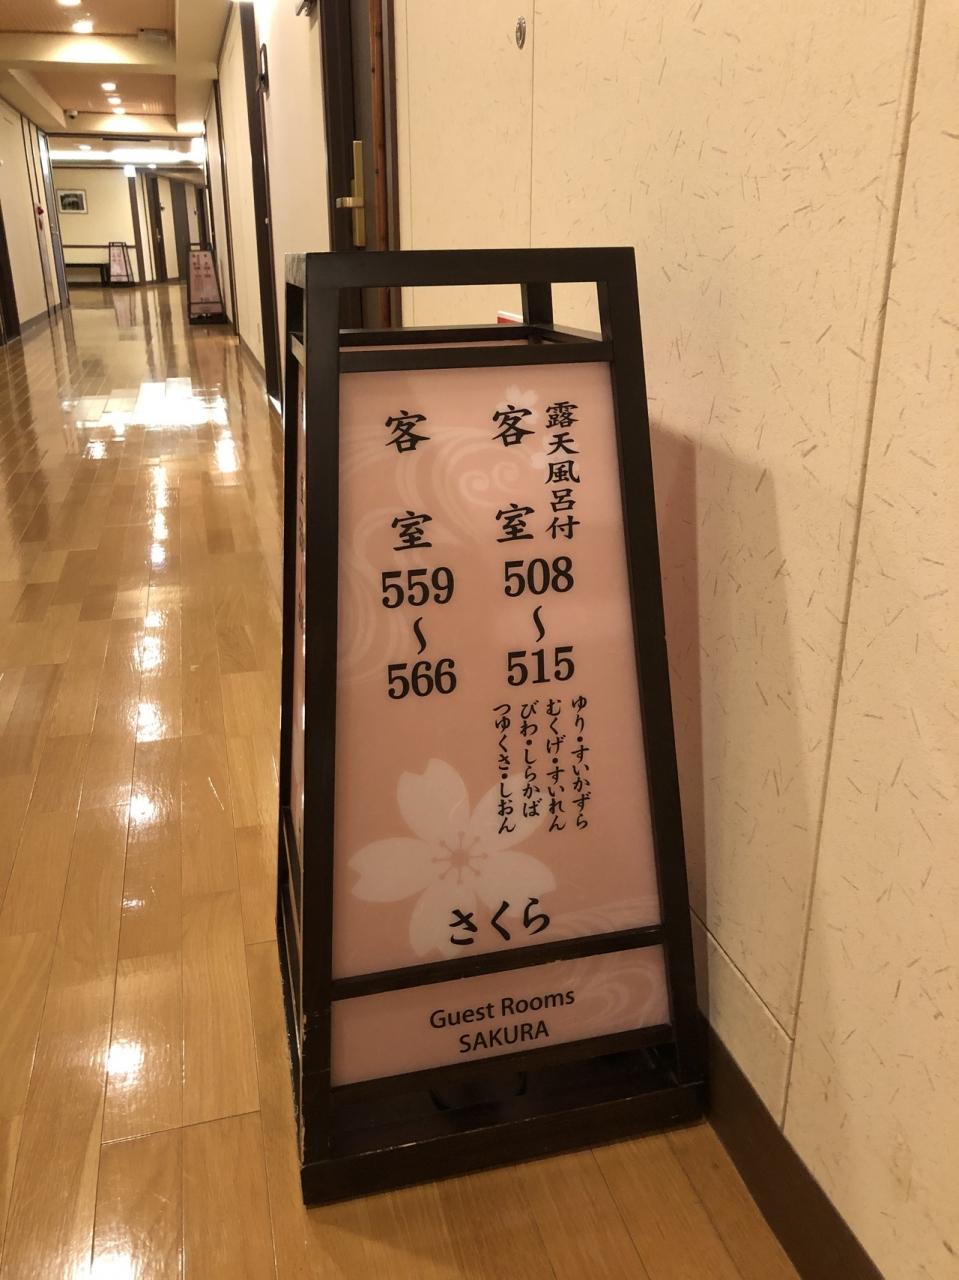 露天風呂付
客室
508〜515
ゆり・すいかずら
むくげ・すいれん
びわ・しらかば
つゆくさ・しおん
客室
559〜566
さくら
Guest Rooms
SAKURA